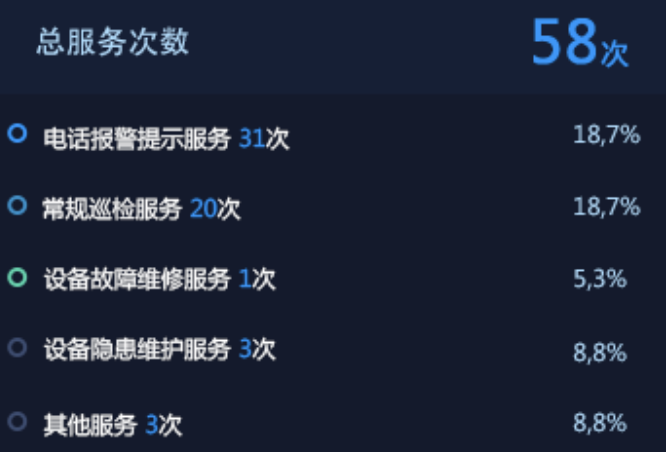 总服务次数 58次
电话报警提示服务 31次 18,7%
常规巡检服务 20次 18,7%
设备故障维修服务 1次 5,3%
设备隐患维护服务 3次 8,8%
其他服务 3次 8,8%